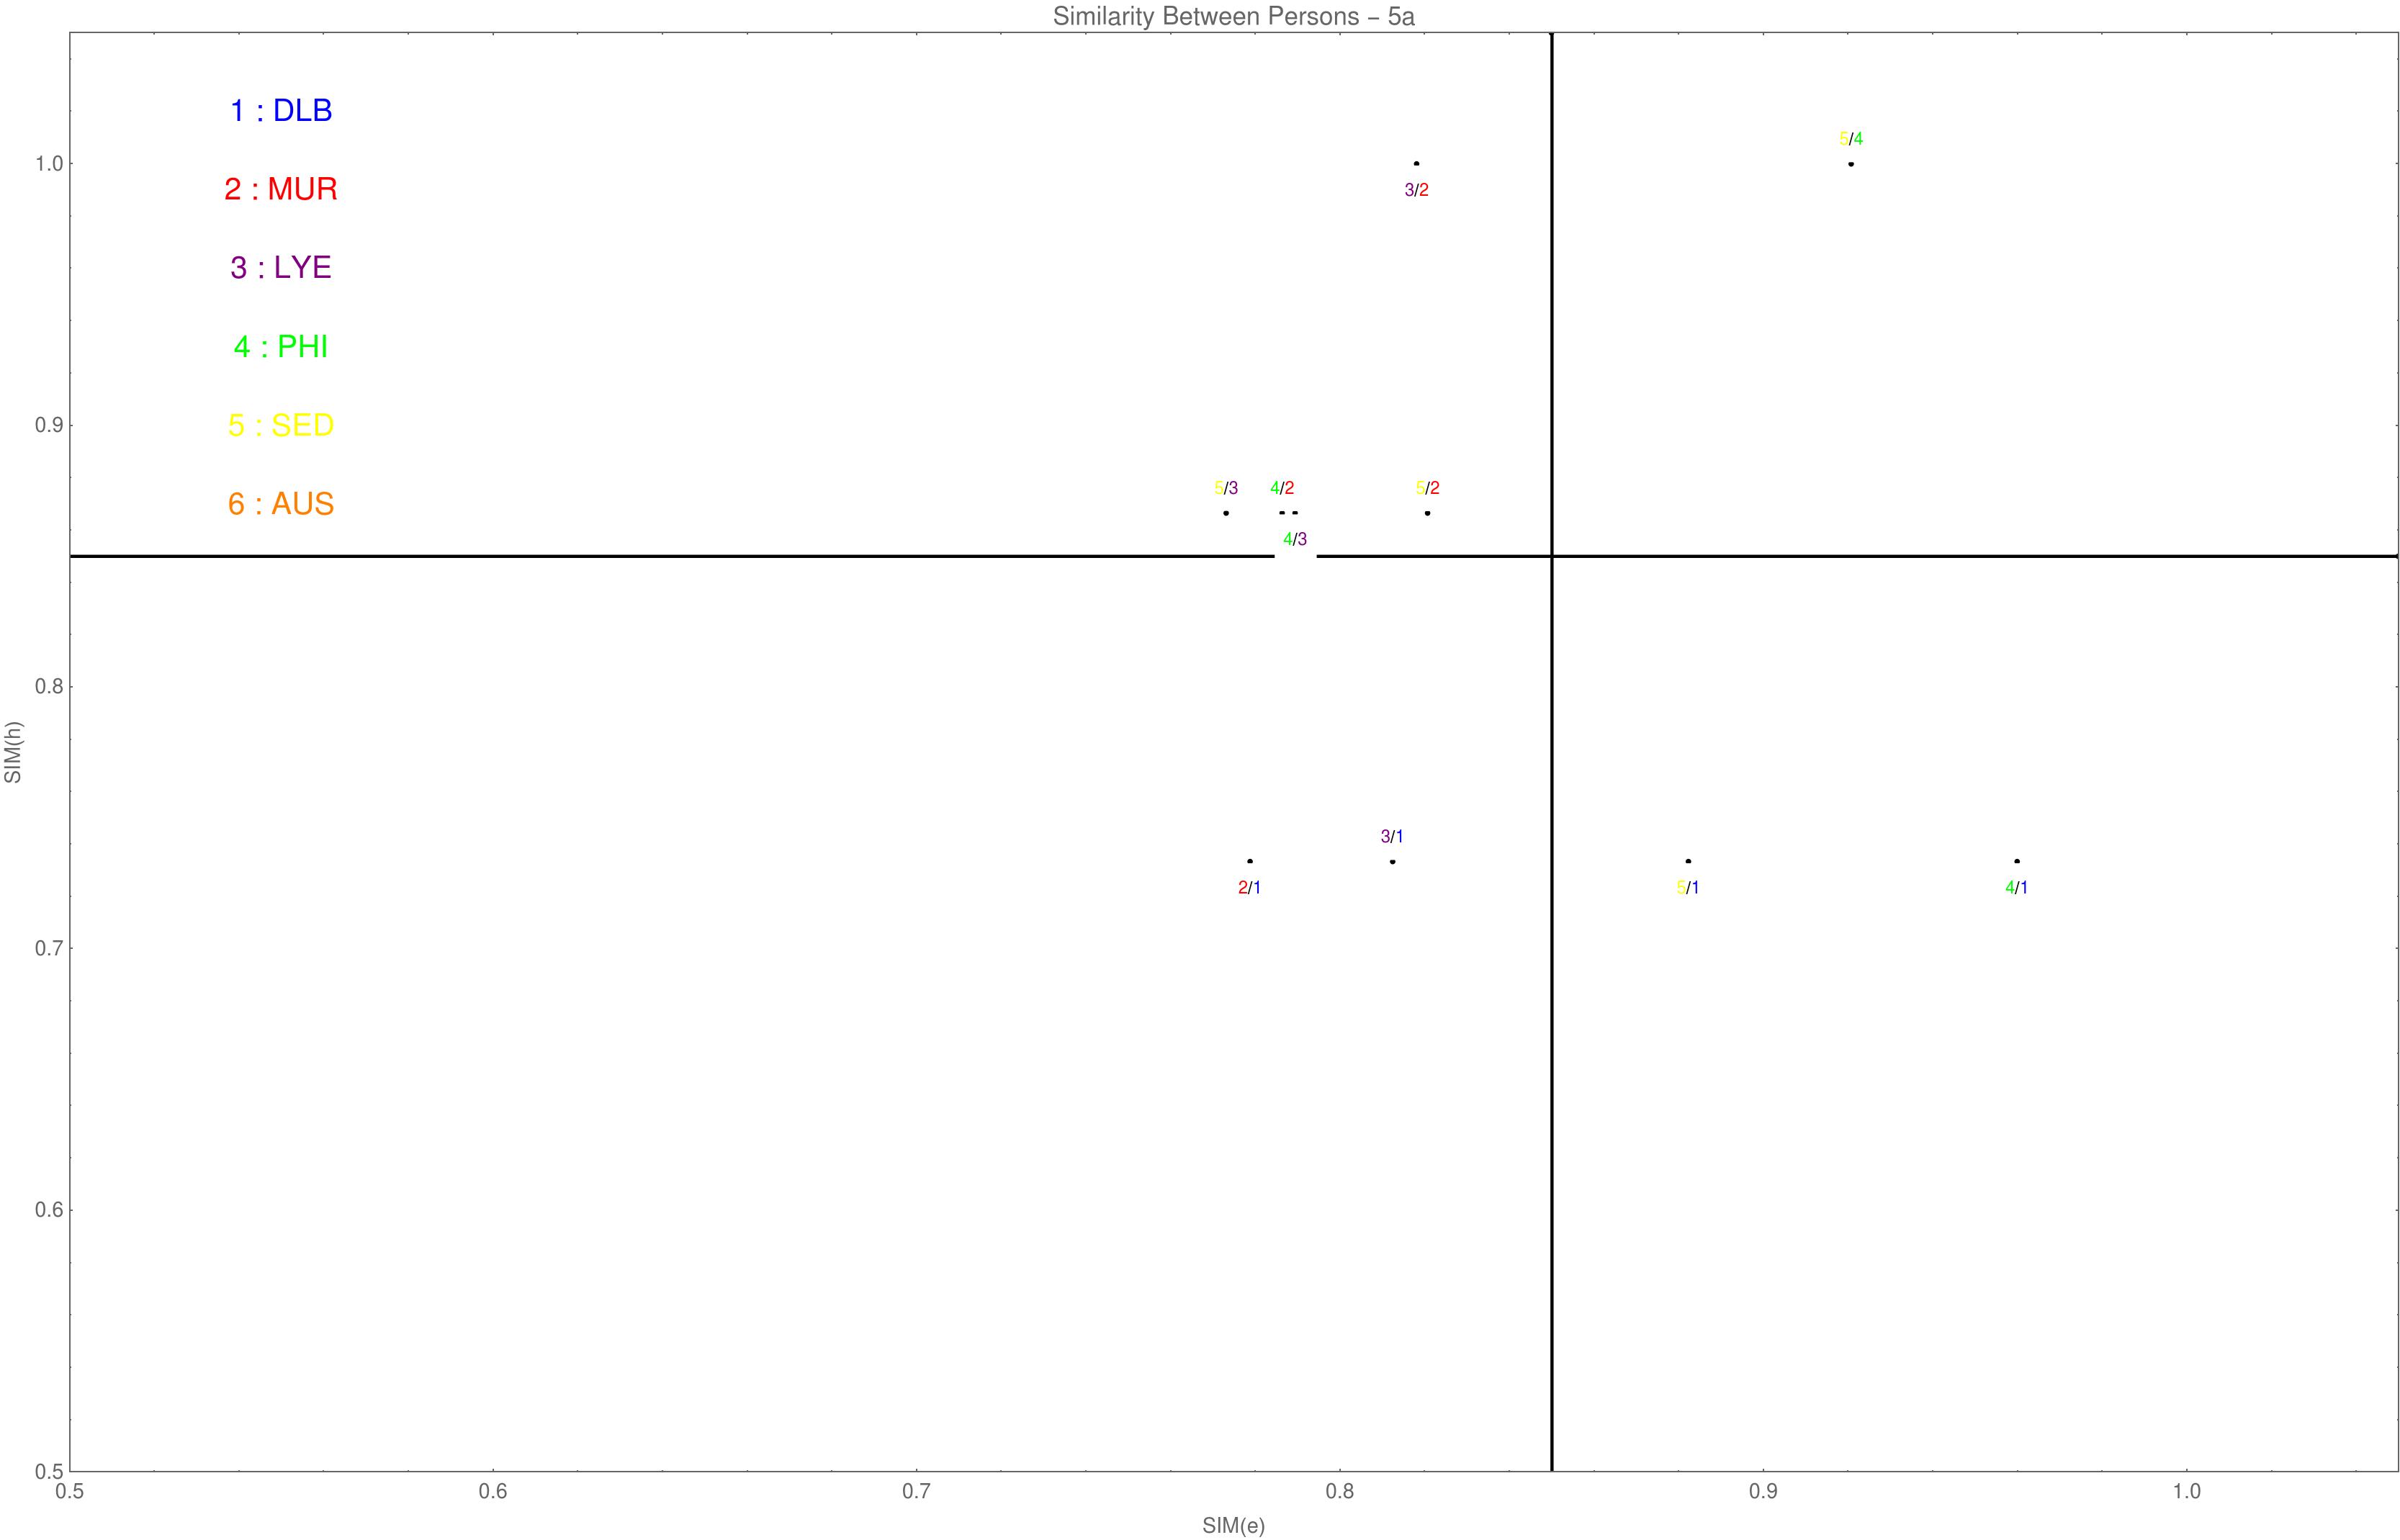 Similarity Between Persons – 5a
1 : DLB
5/4
1.0
2 : MUR
3/2
3 : LYE
4 : PHI
0.9
5 : SED
5/3 4/2 5/2
6 : AUS
4/3
0.8
SIM(h)
3/1
2/1 5/1 4/1
0.7
0.6
0.5
0.5 0.6 0.7 0.8 0.9 1.0
SIM(e)